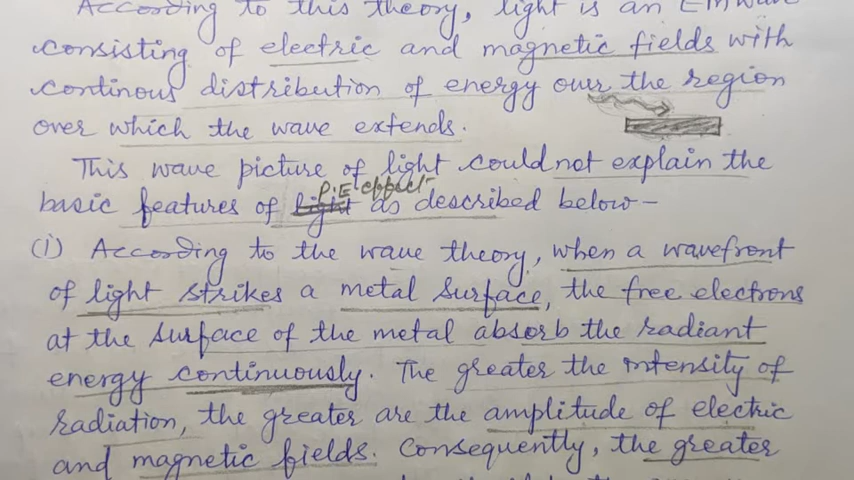 According to this theory, light is an EM wave
consisting of electric and magnetic fields with
continous distribution of energy over the region
over which the wave extends.
This wave picture of light could not explain the
basic features of light P.E effect as described below -
(i) According to the wave theory, when a wavefront
of light strikes a metal surface, the free electrons
at the surface of the metal absorb the radiant
energy continuously. The greater the intensity of
radiation, the greater are the amplitude of electric
and magnetic fields. Consequently, the greater